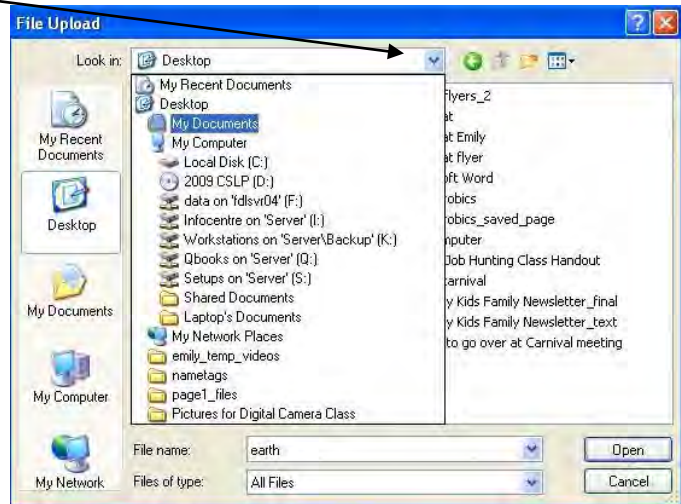 File Upload
Look in:
Desktop
My Recent Documents
Desktop
My Documents
My Computer
Local Disk (C:)
2009 CSLP (D:)
data on 'fdlsvr04' (F:)
Infocentre on 'Server' (I:)
Workstations on 'Server\Backup' (K:)
Qbooks on 'Server' (Q:)
Setups on 'Server' (S:)
Shared Documents
Laptop's Documents
My Network Places
emily_temp_videos
nametags
page1_files
Pictures for Digital Camera Class
lyers_2
at
at Emily
at flyer
oft Word
robics
robics_saved_page
mputer
Job Hunting Class Handout
carnival
y Kids Family Newsletter_final
y Kids Family Newsletter_text
to go over at Carnival meeting
My Recent
Documents
Desktop
My Documents
My Computer
My Network
File name:
earth
Open
Files of type:
All Files
Cancel